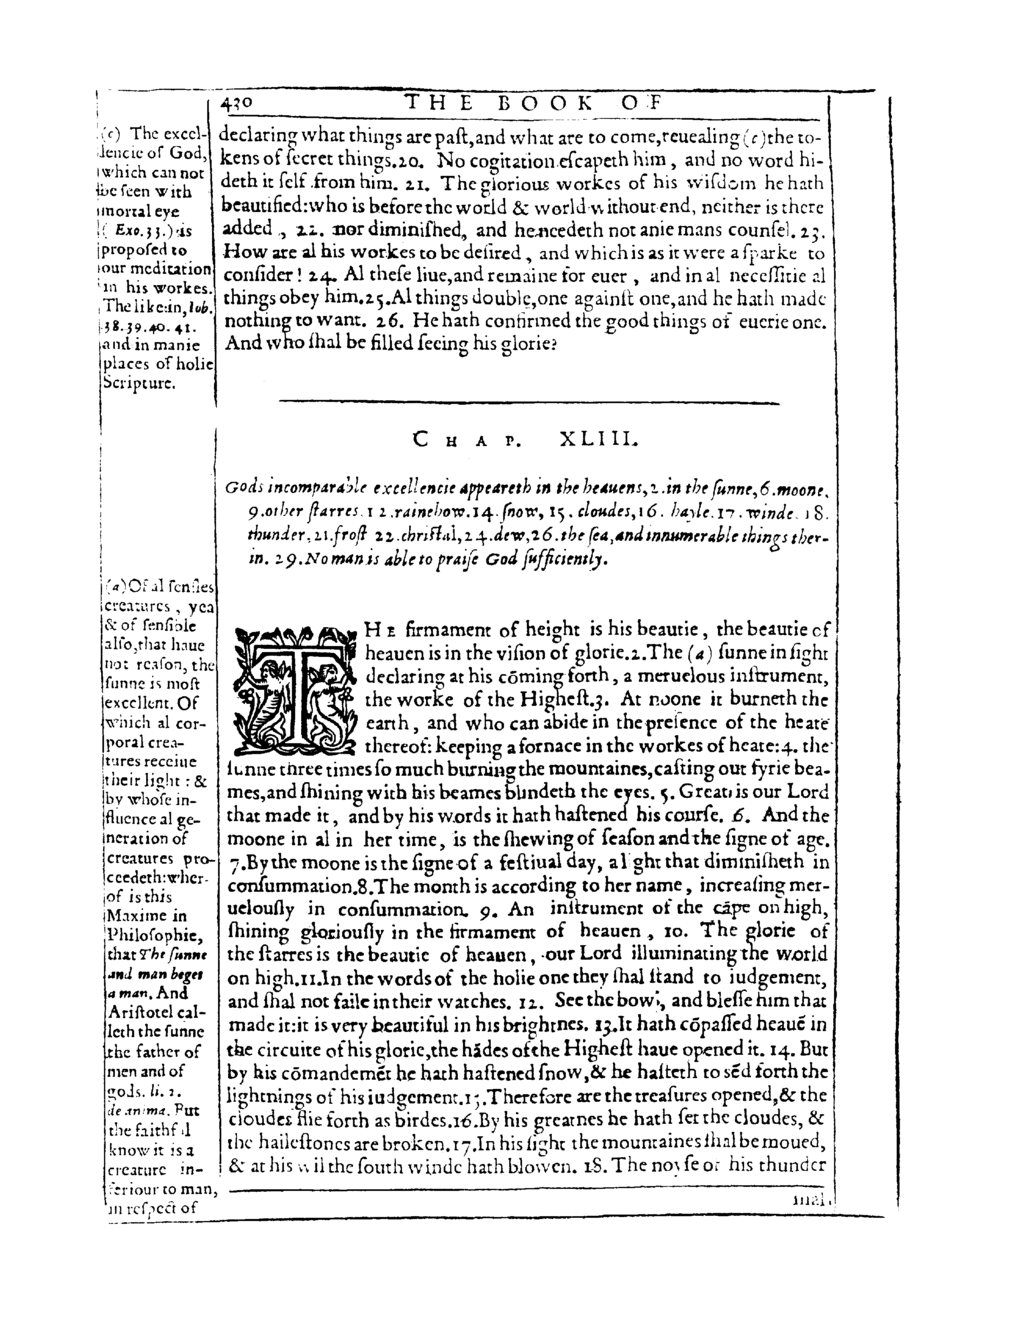 430 THE BOOK OF
(c) The excel-
lencie of God,
which can not
be ſeen with
mortal eye
( Exo.33.) is
propoſed to
our meditation
in his workes.
The like in, Iob.
38.39.40. 41.
and in manie
places of holie
Scripture.
declaring what things are paſt,and what are to come,reuealing (c)the to-
kens of ſecret things.20. No cogitation eſcapeth him , and no word hi-
deth it ſelf from him. 21. The glorious workes of his wiſdom he hath
beautified:who is before the world & world without end, neither is there
added , 22. nor diminiſhed, and he needeth not anie mans counſel. 23.
How are al his workes to be deſired , and which is as it were a ſparke to
conſider ! 24. Al theſe liue,and remaine for euer , and in al neceſſitie al
things obey him.25.Al things double,one againſt one,and he hath made
nothing to want. 26. He hath confirmed the good things of euerie one.
And who ſhal be filled ſeeing his glorie?
CHAP. XLIII.
Gods incomparable excellencie appeareth in the heauens,2.in the ſunne,6.moone,
9.other ſtarres.12.rainebow.14.ſnow, 15. cloudes,16. hayle.17.winde. 18.
thunder,21.froſt 22.chriſtal,24.dew,26.the ſea,and innumerable things ther-
in. 29.No man is able to praiſe God ſufficiently.
(a)Of al ſenſles
creatures , yea
& of ſenſible
alſo,that haue
not reaſon, the
ſunne is moſt
excellent. Of
which al cor-
poral crea-
tures receiue
their light : &
by whoſe in-
fluence al ge-
neration of
creatures pro-
ceedeth:wher-
of is this
Maxime in
Philoſophie,
that The ſunne
and man beget
a man. And
Ariſtotel cal-
leth the ſunne
the father of
men and of
gods. li. 2.
de anima. But
the faithful
know it is a
creature in-
feriour to man,
in reſpect of
THE firmament of height is his beautie , the beautie of
heauen is in the viſion of glorie.2.The (a) ſunne in ſight
declaring at his cōming forth, a merueilous inſtrument,
the worke of the Higheſt.3. At noone it burneth the
earth , and who can abide in the preſence of the heate
thereof: keeping a fornace in the workes of heate:4. the
ſunne three times ſo much burning the mountaines,caſting out fyrie bea-
mes,and ſhining with his beames blindeth the eyes. 5. Great is our Lord
that made it , and by his words it hath haſtened his courſe. 6. And the
moone in al in her time, is the ſhewing of ſeaſon and the ſigne of age.
7.By the moone is the ſigne of a feſtiual day, a light that diminiſheth in
conſummation.8.The month is according to her name , increaſing mer-
ueloufly in conſummation. 9. An inſtrument of the cāpe on high,
ſhining gloriouſly in the firmament of heauen , 10. The glorie of
the ſtarres is the beautie of heauen , our Lord illuminating the world
on high.11.In the words of the holie one they ſhal ſtand to iudgement,
and ſhal not faile in their watches. 12. See the bow, and bleſſe him that
made it:it is very beautiful in his brightnes. 13.It hath cōpaſſed heauē in
the circuite of his glorie,the hādes of the Higheſt haue opened it. 14. But
by his cōmandemēt he hath haſtened ſnow,& he haſteth to sēd forth the
lightnings of his iudgement.15.Therefore are the treaſures opened,& the
cloudes flie forth as birdes.16.By his greatnes he hath ſet the cloudes, &
the haileſtones are broken.17.In his ſight the mountaines ſhal be moued,
& at his wil the ſouth winde hath blowen. 18. The noyſe of his thunder
ſhal.